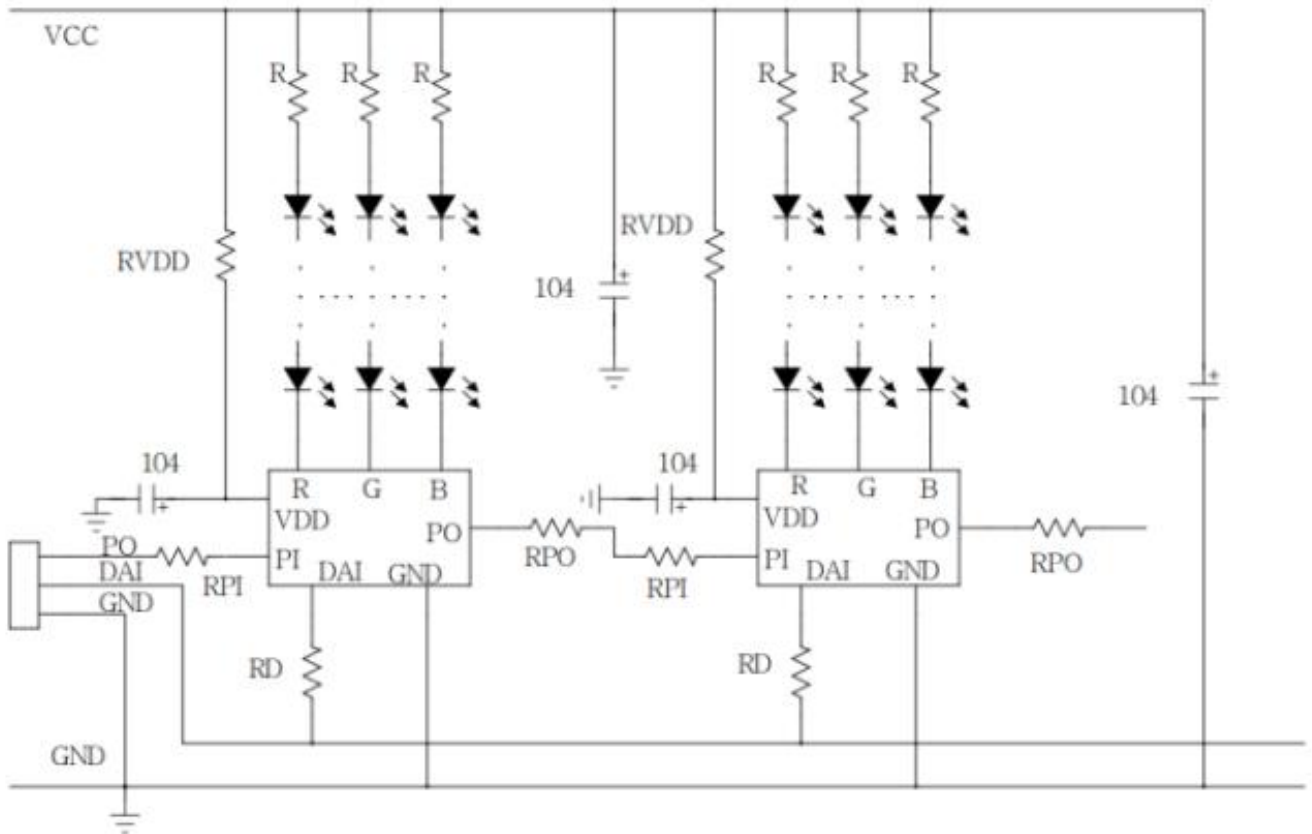 VCC
R R R R R R
RVDD RVDD
104
104
104 104
R G B R G B
VDD VDD
PO PO
PO PI RPO PI RPO
DAI RPI DAI GND RPI DAI GND
GND
RD RD
GND